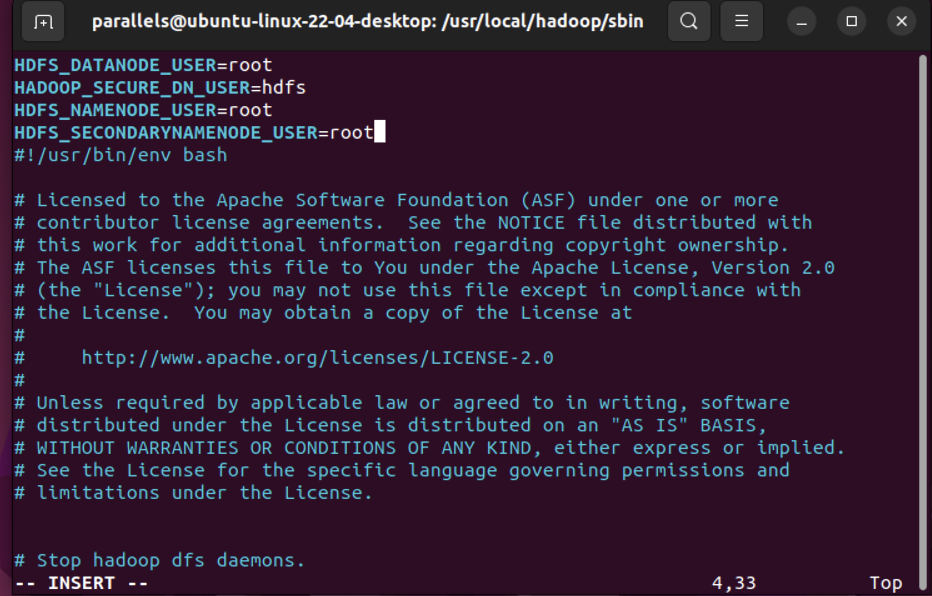 parallels@ubuntu-linux-22-04-desktop: /usr/local/hadoop/sbin
HDFS_DATANODE_USER=root
HADOOP_SECURE_DN_USER=hdfs
HDFS_NAMENODE_USER=root
HDFS_SECONDARYNAMENODE_USER=root
#!/usr/bin/env bash

# Licensed to the Apache Software Foundation (ASF) under one or more
# contributor license agreements.  See the NOTICE file distributed with
# this work for additional information regarding copyright ownership.
# The ASF licenses this file to You under the Apache License, Version 2.0
# (the "License"); you may not use this file except in compliance with
# the License.  You may obtain a copy of the License at
#
#     http://www.apache.org/licenses/LICENSE-2.0
#
# Unless required by applicable law or agreed to in writing, software
# distributed under the License is distributed on an "AS IS" BASIS,
# WITHOUT WARRANTIES OR CONDITIONS OF ANY KIND, either express or implied.
# See the License for the specific language governing permissions and
# limitations under the License.


# Stop hadoop dfs daemons.
-- INSERT -- 4,33 Top